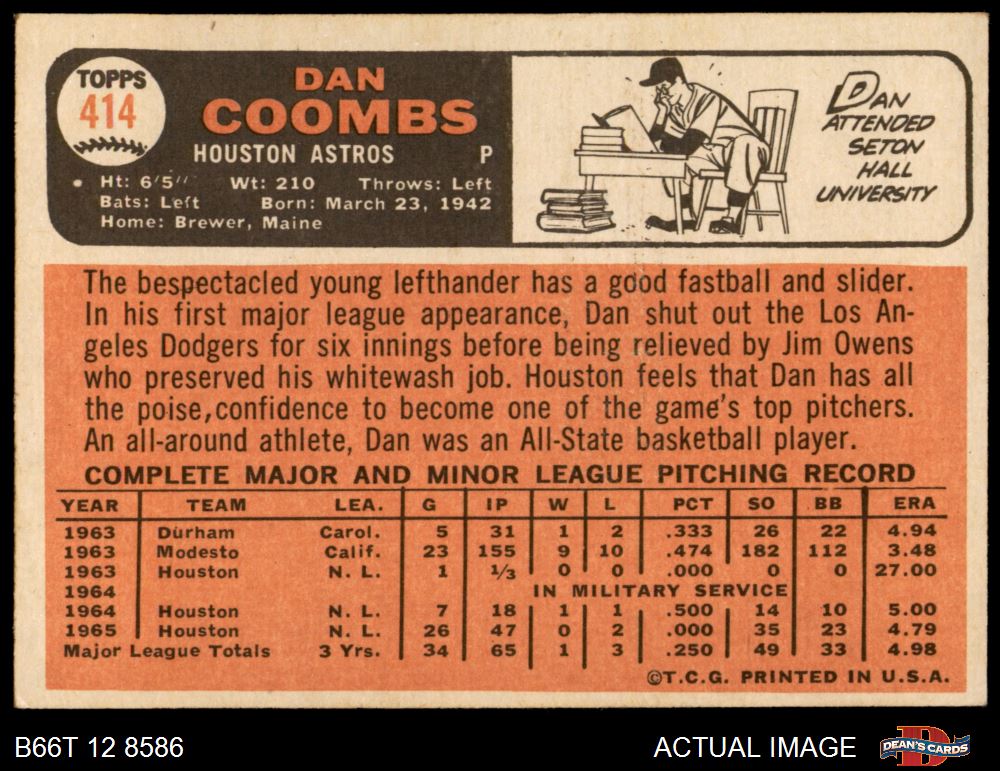 TOPPS
414
DAN
COOMBS
HOUSTON ASTROS P
• Ht: 6'5" Wt: 210 Throws: Left
Bats: Left Born: March 23, 1942
Home: Brewer, Maine
DAN
ATTENDED
SETON
HALL
UNIVERSITY
The bespectacled young lefthander has a good fastball and slider.
In his first major league appearance, Dan shut out the Los An-
geles Dodgers for six innings before being relieved by Jim Owens
who preserved his whitewash job. Houston feels that Dan has all
the poise,confidence to become one of the game's top pitchers.
An all-around athlete, Dan was an All-State basketball player.
COMPLETE MAJOR AND MINOR LEAGUE PITCHING RECORD
YEAR TEAM LEA. G IP W L PCT SO BB ERA
1963 Durham Carol. 5 31 1 2 .333 26 22 4.94
1963 Modesto Calif. 23 155 9 10 .474 182 112 3.48
1963 Houston N. L. 1 1/3 0 0 .000 0 0 27.00
1964 IN MILITARY SERVICE
1964 Houston N. L. 7 18 1 1 .500 14 10 5.00
1965 Houston N. L. 26 47 0 2 .000 35 23 4.79
Major League Totals 3 Yrs. 34 65 1 3 .250 49 33 4.98
©T.C.G. PRINTED IN U.S.A.
B66T 12 8586 ACTUAL IMAGE DEAN'S CARDS